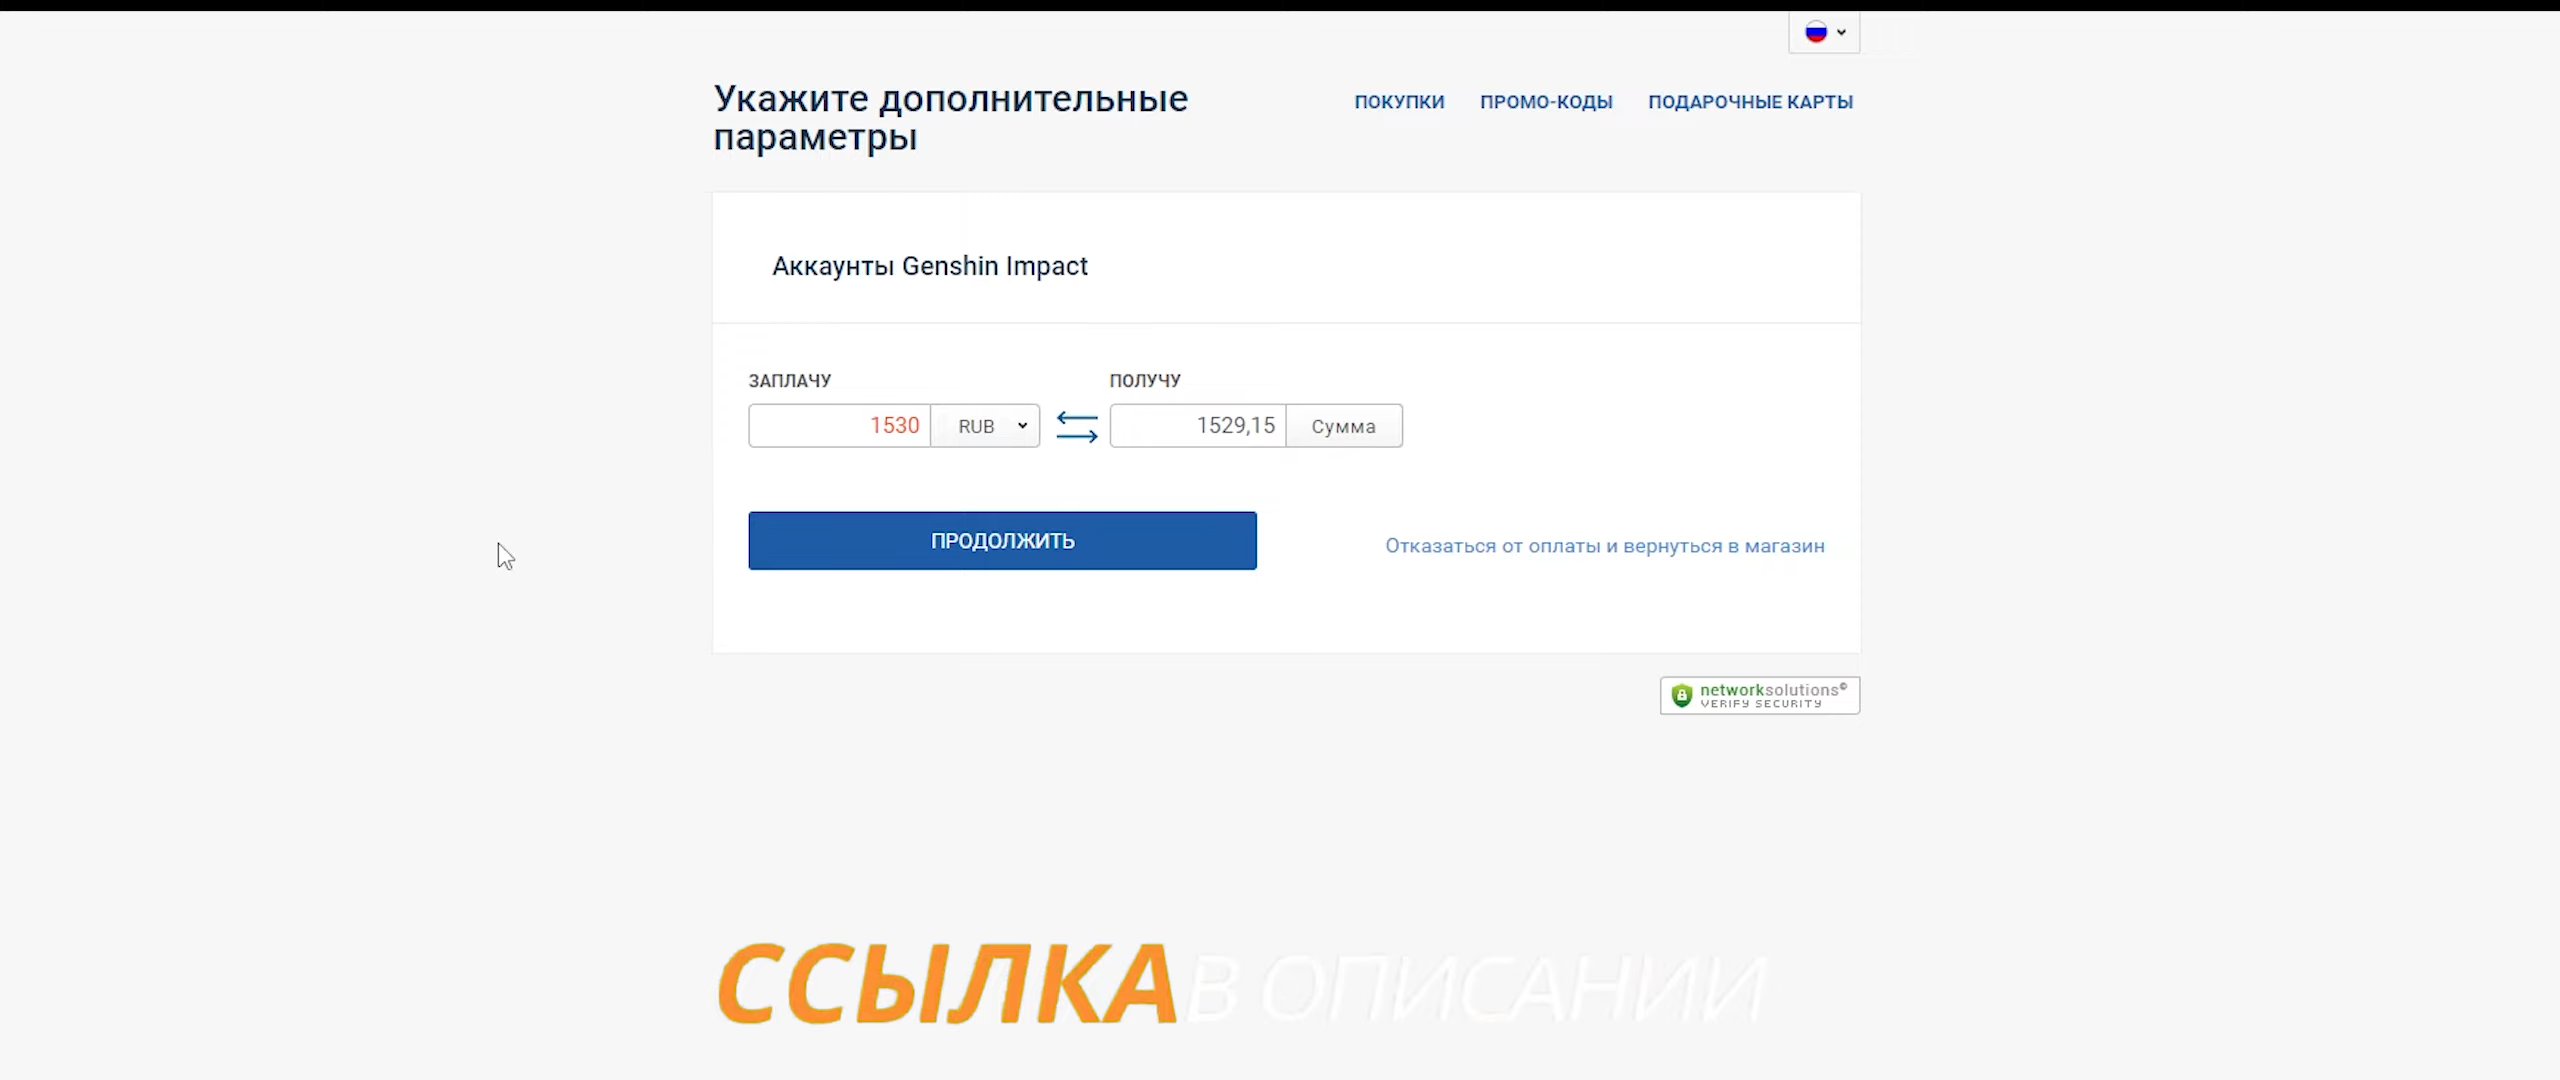 Укажите дополнительные
параметры
ПОКУПКИ ПРОМО-КОДЫ ПОДАРОЧНЫЕ КАРТЫ
Аккаунты Genshin Impact
ЗАПЛАЧУ ПОЛУЧУ
1530 RUB 1529,15 Сумма
ПРОДОЛЖИТЬ Отказаться от оплаты и вернуться в магазин
networksolutions©
VERIFY SECURITY
ССЫЛКА В ОПИСАНИИ